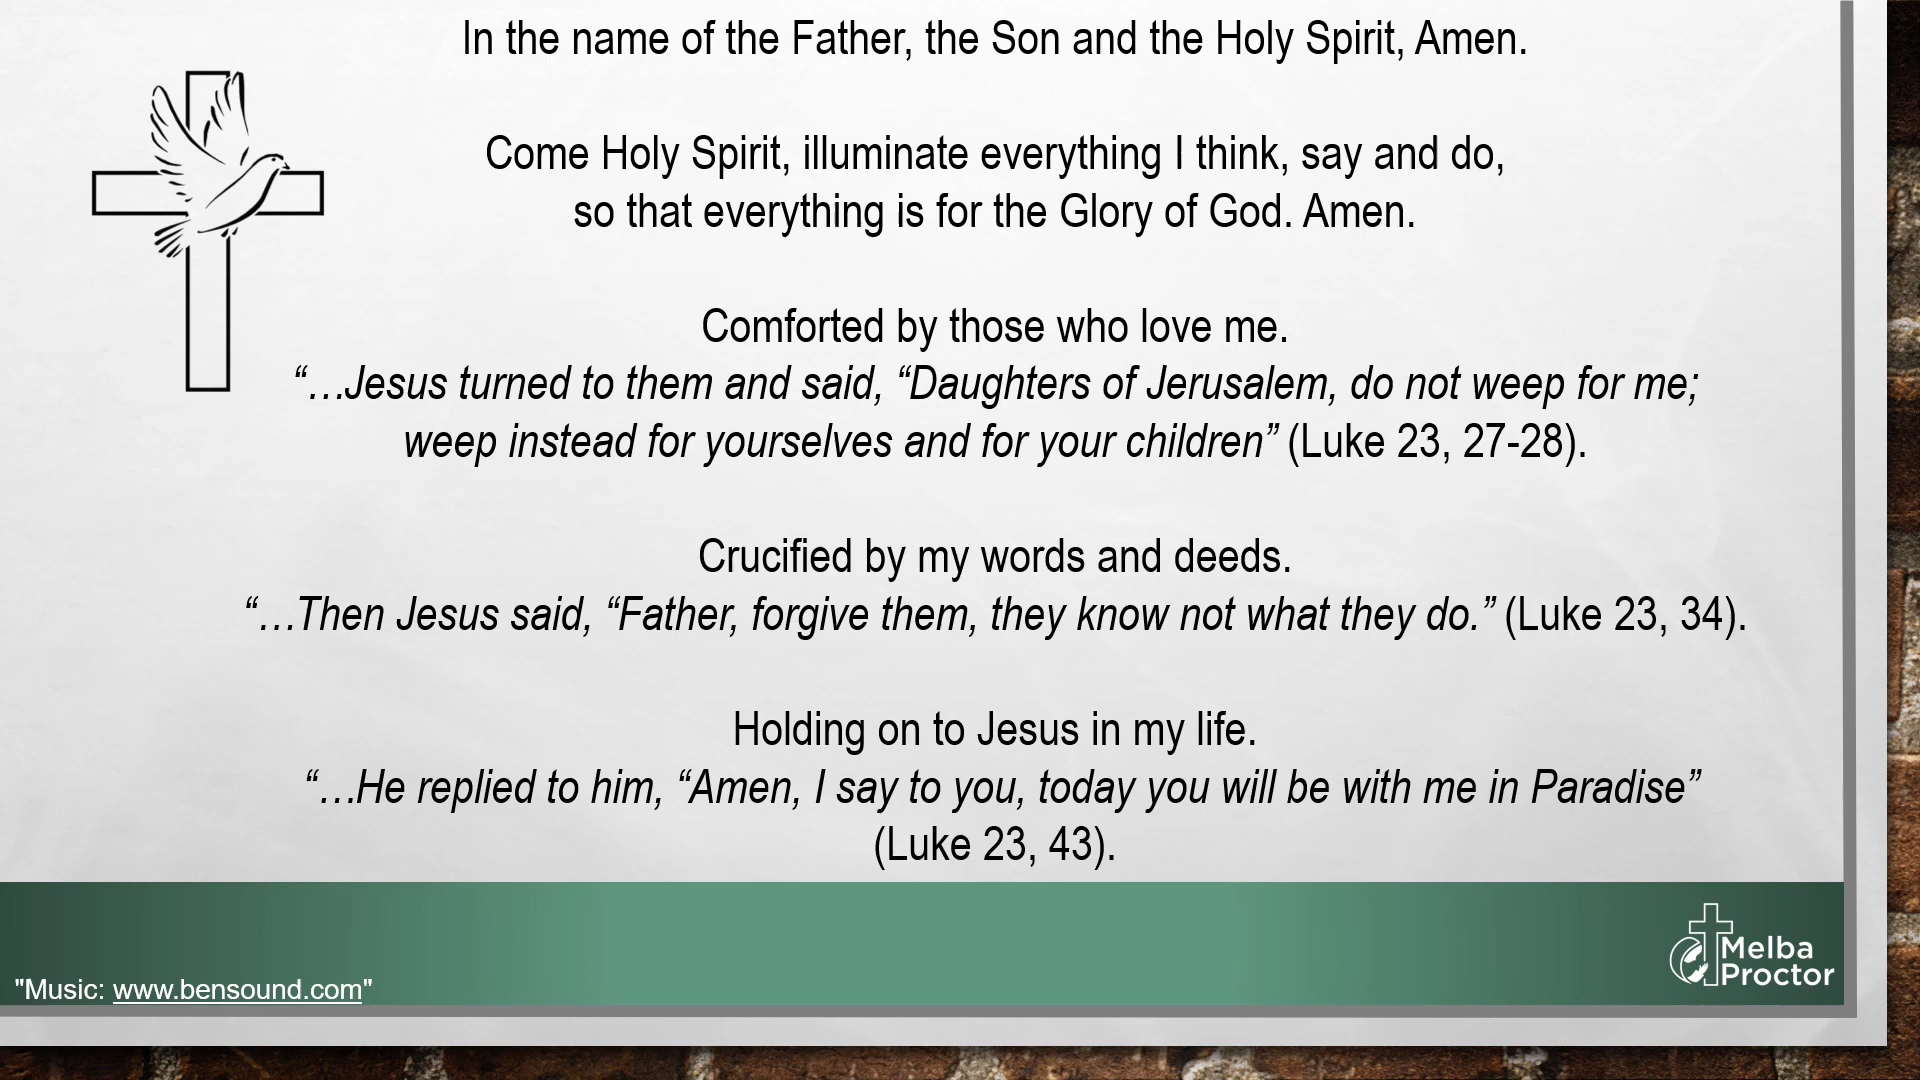 In the name of the Father, the Son and the Holy Spirit, Amen.
Come Holy Spirit, illuminate everything I think, say and do,
so that everything is for the Glory of God. Amen.
Comforted by those who love me.
“…Jesus turned to them and said, “Daughters of Jerusalem, do not weep for me;
weep instead for yourselves and for your children” (Luke 23, 27-28).
Crucified by my words and deeds.
“…Then Jesus said, “Father, forgive them, they know not what they do.” (Luke 23, 34).
Holding on to Jesus in my life.
“…He replied to him, “Amen, I say to you, today you will be with me in Paradise”
(Luke 23, 43).
Melba
Proctor
"Music: www.bensound.com"